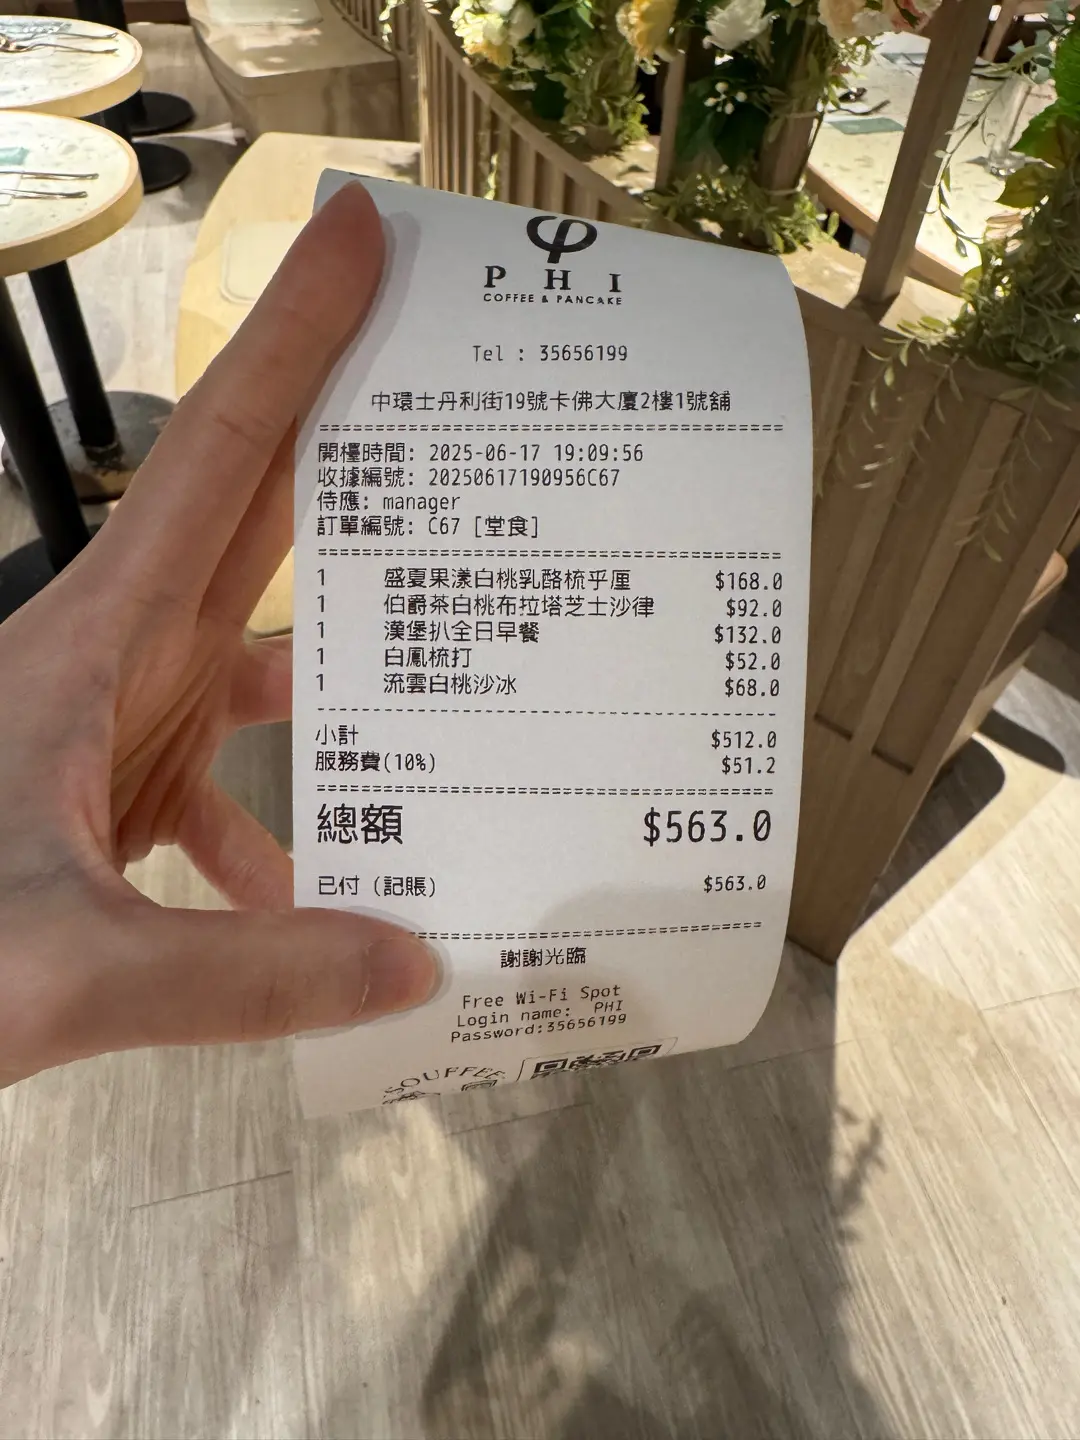 φ
PHI
COFFEE & PANCAKE
Tel : 35656199
中環士丹利街19號卡佛大廈2樓1號舖
開檯時間: 2025-06-17 19:09:56
收據編號: 20250617190956C67
侍應: manager
訂單編號: C67 [堂食]
1 盛夏果漾白桃乳酪梳乎厘 $168.0
1 伯爵茶白桃布拉塔芝士沙律 $92.0
1 漢堡扒全日早餐 $132.0
1 白鳳梳打 $52.0
1 流雲白桃沙冰 $68.0
小計 $512.0
服務費(10%) $51.2
總額 $563.0
已付 (記賬) $563.0
謝謝光臨
Free Wi-Fi Spot
Login name: PHI
Password:35656199
SOUFFEE